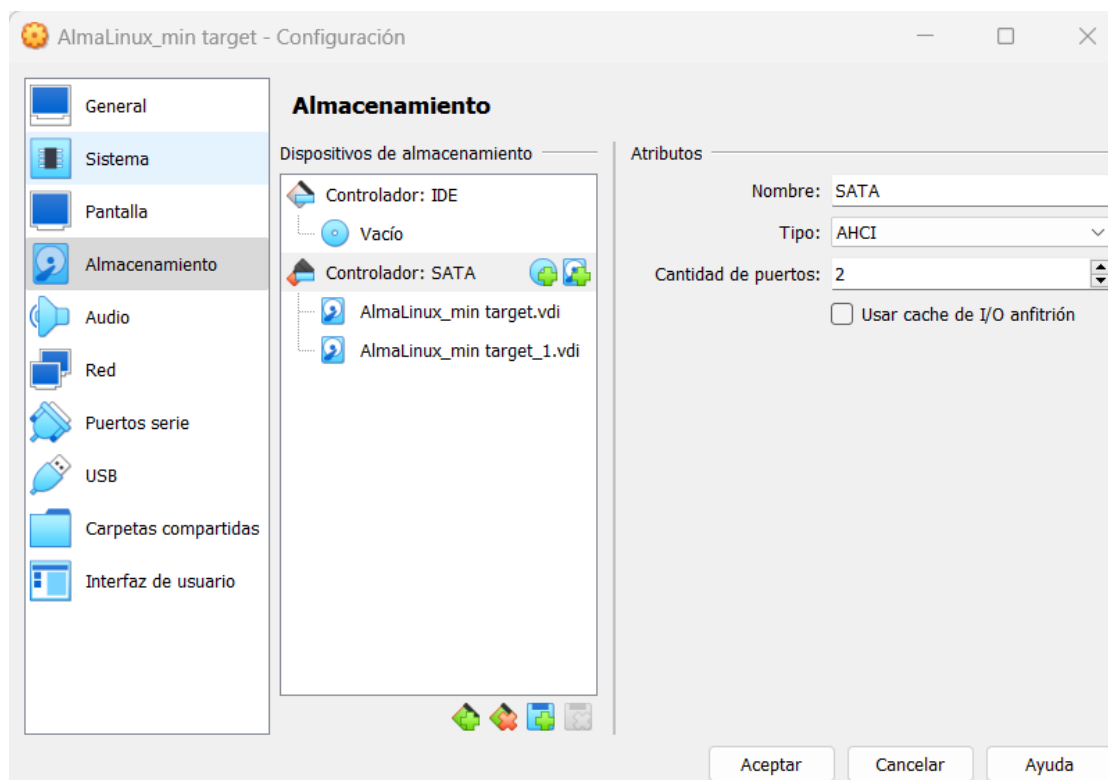 AlmaLinux_min target - Configuración
General
Sistema
Pantalla
Almacenamiento
Audio
Red
Puertos serie
USB
Carpetas compartidas
Interfaz de usuario
Almacenamiento
Dispositivos de almacenamiento
Controlador: IDE
Vacío
Controlador: SATA
AlmaLinux_min target.vdi
AlmaLinux_min target_1.vdi
Atributos
Nombre: SATA
Tipo: AHCI
Cantidad de puertos: 2
Usar cache de I/O anfitrión
Aceptar
Cancelar
Ayuda